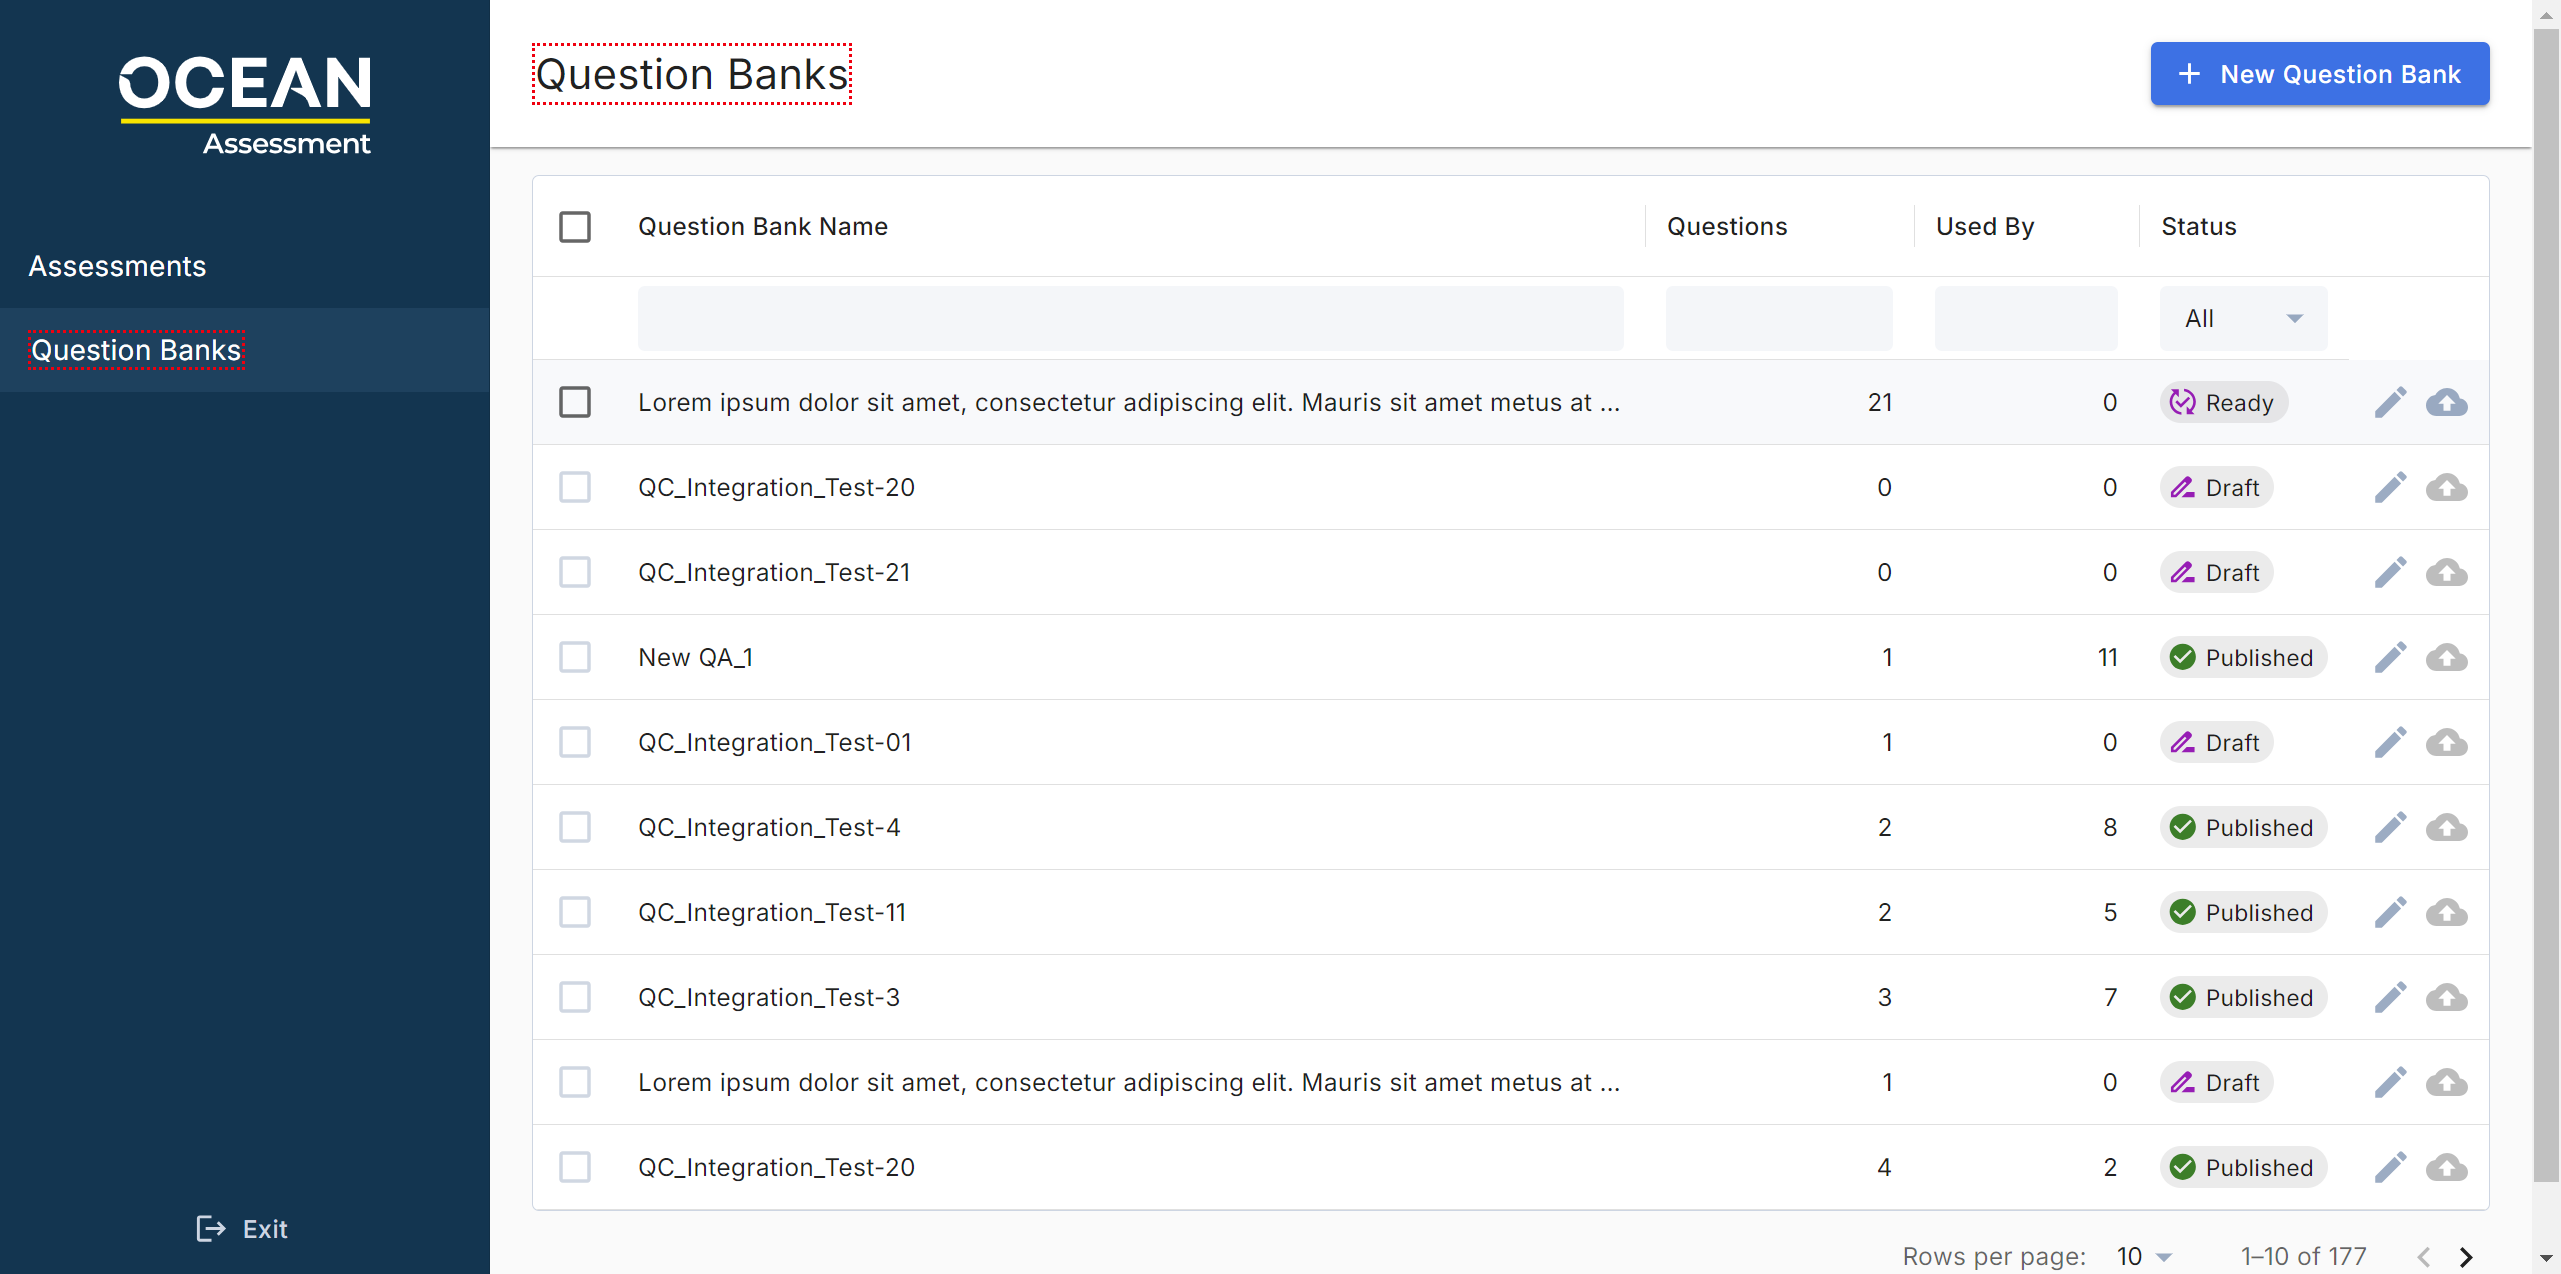 OCEAN
Assessment
Assessments
Question Banks
Exit
Question Banks
New Question Bank
Question Bank Name Questions Used By Status
All
Lorem ipsum dolor sit amet, consectetur adipiscing elit. Mauris sit amet metus at ... 21 0 Ready
QC_Integration_Test-20 0 0 Draft
QC_Integration_Test-21 0 0 Draft
New QA_1 1 11 Published
QC_Integration_Test-01 1 0 Draft
QC_Integration_Test-4 2 8 Published
QC_Integration_Test-11 2 5 Published
QC_Integration_Test-3 3 7 Published
Lorem ipsum dolor sit amet, consectetur adipiscing elit. Mauris sit amet metus at ... 1 0 Draft
QC_Integration_Test-20 4 2 Published
Rows per page: 10 1–10 of 177